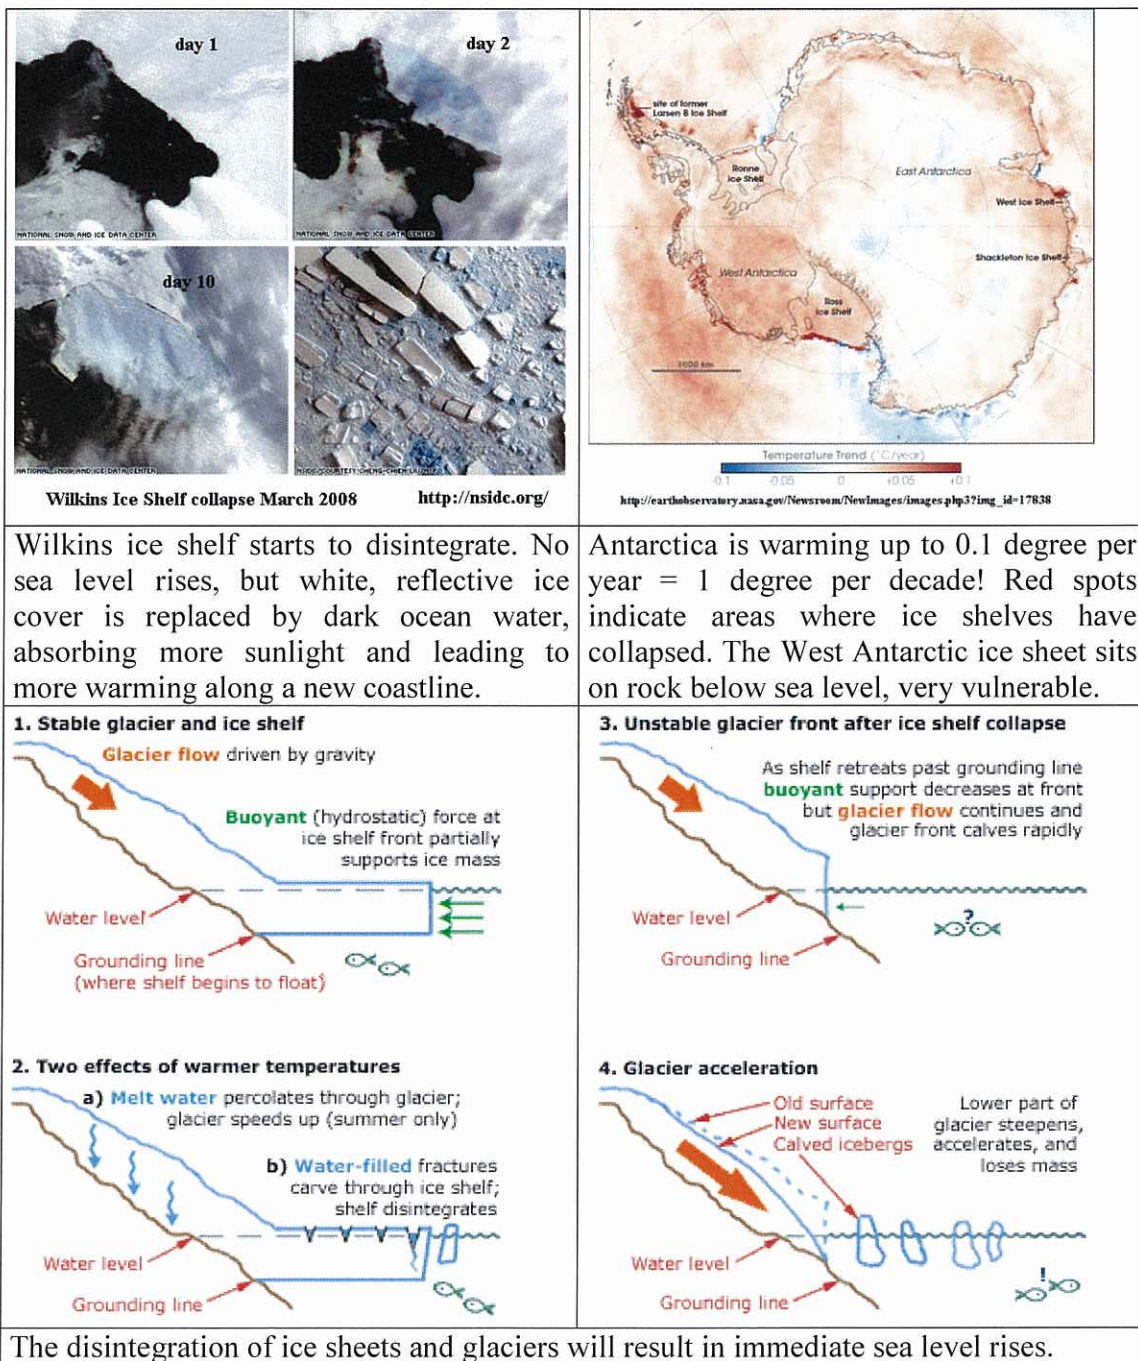 day 1
day 2
NATIONAL SNOW AND ICE DATA CENTER
NATIONAL SNOW AND ICE DATA CENTER
day 10
NATIONAL SNOW AND ICE DATA CENTER
Wilkins Ice Shelf collapse March 2008
http://nsidc.org/
site of former
Larsen B Ice Shelf
Ronne
Ice Shelf
East Antarctica
West Ice Shelf
Shackleton Ice Shelf
West Antarctica
Ross
Ice Shelf
1000 km
Temperature Trend (°C/year)
-0.1 -0.05 0 +0.05 +0.1
http://earthobservatory.nasa.gov/Newsroom/NewImages/images.php3?img_id=17838
Wilkins ice shelf starts to disintegrate. No
sea level rises, but white, reflective ice
cover is replaced by dark ocean water,
absorbing more sunlight and leading to
more warming along a new coastline.
Antarctica is warming up to 0.1 degree per
year = 1 degree per decade! Red spots
indicate areas where ice shelves have
collapsed. The West Antarctic ice sheet sits
on rock below sea level, very vulnerable.
1. Stable glacier and ice shelf
Glacier flow driven by gravity
Buoyant (hydrostatic) force at
ice shelf front partially
supports ice mass
Water level
Grounding line
(where shelf begins to float)
3. Unstable glacier front after ice shelf collapse
As shelf retreats past grounding line
buoyant support decreases at front
but glacier flow continues and
glacier front calves rapidly
Water level
?
Grounding line
2. Two effects of warmer temperatures
a) Melt water percolates through glacier;
glacier speeds up (summer only)
b) Water-filled fractures
carve through ice shelf;
shelf disintegrates
Water level
Grounding line
4. Glacier acceleration
Old surface
New surface
Calved icebergs
Lower part of
glacier steepens,
accelerates, and
loses mass
Water level
!
Grounding line
The disintegration of ice sheets and glaciers will result in immediate sea level rises.